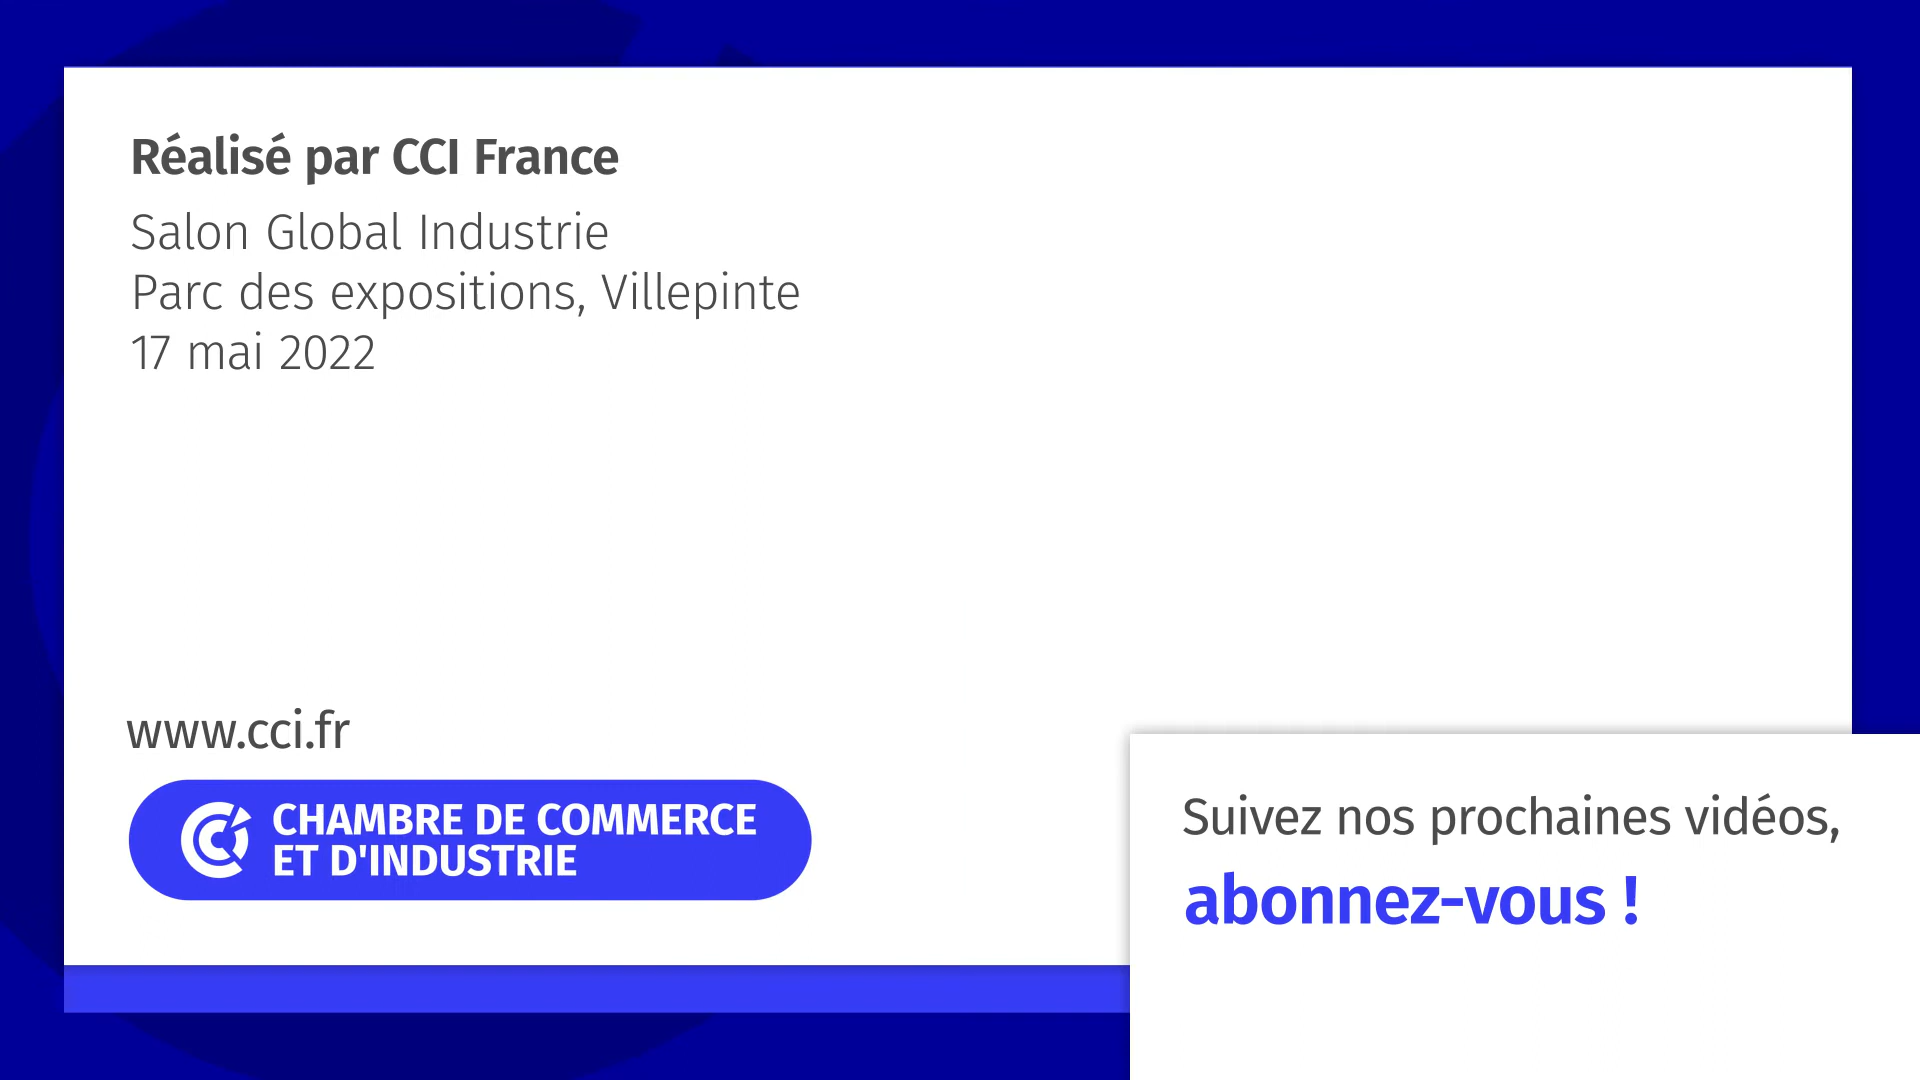 Réalisé par CCI France
Salon Global Industrie
Parc des expositions, Villepinte
17 mai 2022
www.cci.fr
CHAMBRE DE COMMERCE
ET D'INDUSTRIE
Suivez nos prochaines vidéos,
abonnez-vous !